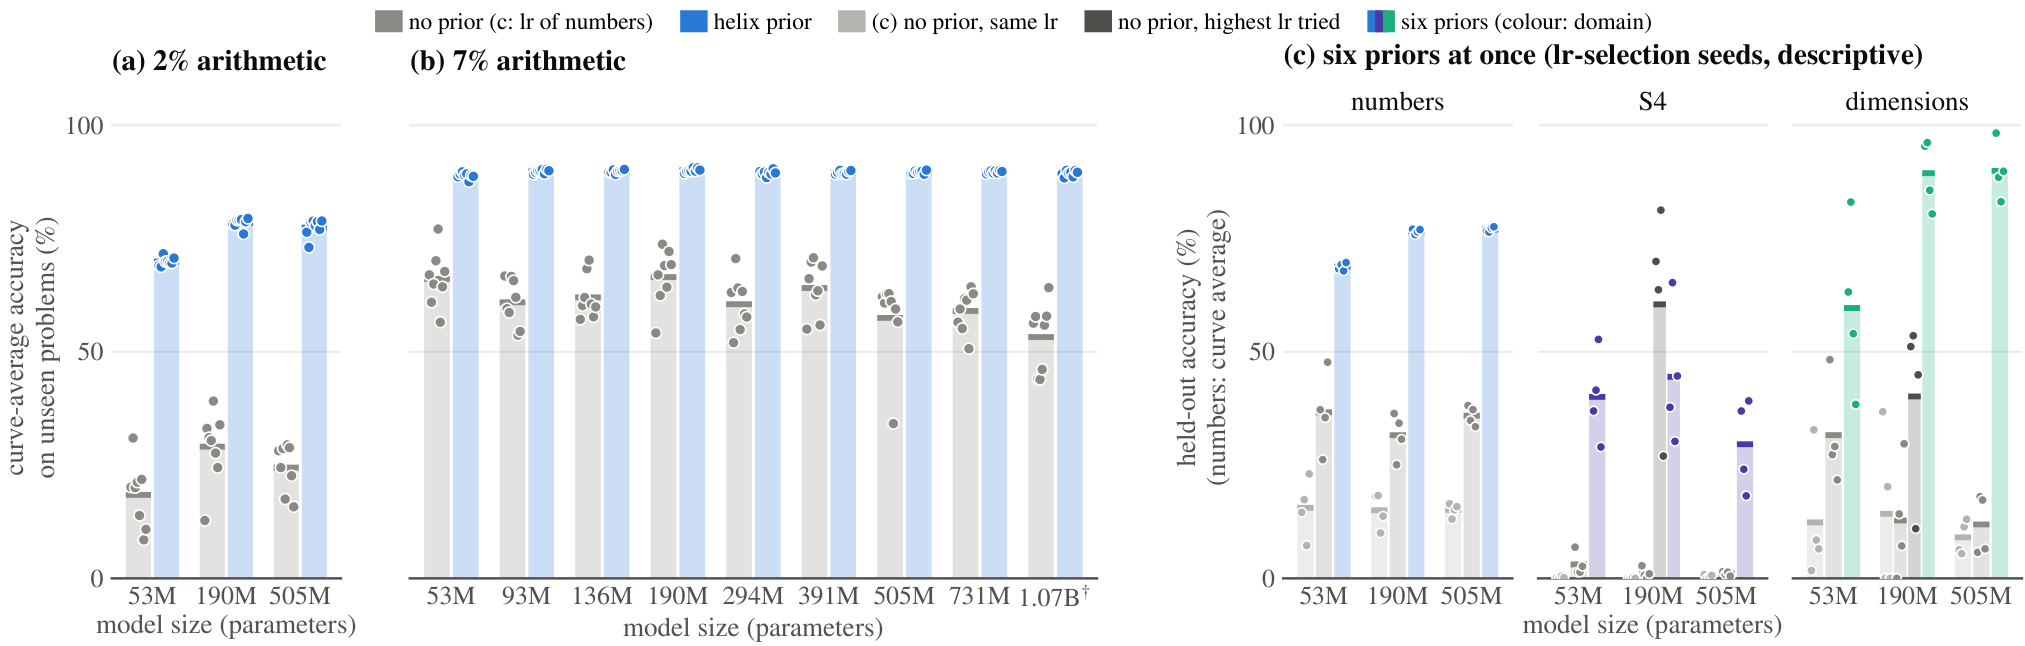 no prior (c: lr of numbers) helix prior (c) no prior, same lr no prior, highest lr tried six priors (colour: domain)
(a) 2% arithmetic
(b) 7% arithmetic
(c) six priors at once (lr-selection seeds, descriptive)
numbers S4 dimensions
curve-average accuracy
on unseen problems (%)
100
50
0
53M 190M 505M
model size (parameters)
53M 93M 136M 190M 294M 391M 505M 731M 1.07B†
model size (parameters)
held-out accuracy (%)
(numbers: curve average)
100
50
0
53M 190M 505M
53M 190M 505M
53M 190M 505M
model size (parameters)